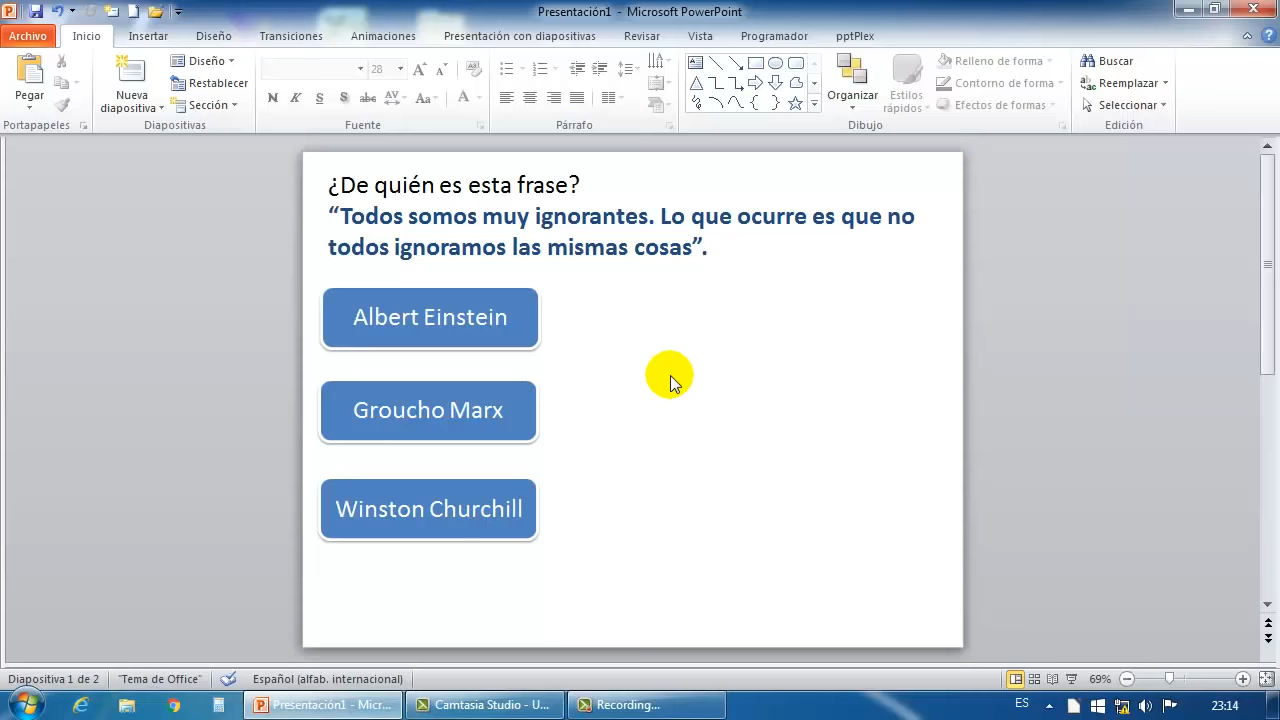 Presentación1 - Microsoft PowerPoint
Archivo Inicio Insertar Diseño Transiciones Animaciones Presentación con diapositivas Revisar Vista Programador pptPlex
Pegar
Portapapeles
Nueva diapositiva
Diseño
Restablecer
Sección
Diapositivas
28
N K S S abc AV Aa A
Fuente
Párrafo
Organizar
Estilos rápidos
Relleno de forma
Contorno de forma
Efectos de formas
Dibujo
Buscar
Reemplazar
Seleccionar
Edición
¿De quién es esta frase?
“Todos somos muy ignorantes. Lo que ocurre es que no
todos ignoramos las mismas cosas”.
Albert Einstein
Groucho Marx
Winston Churchill
Diapositiva 1 de 2 "Tema de Office" Español (alfab. internacional) 69%
Presentación1 - Micr... Camtasia Studio - U... Recording... ES 23:14